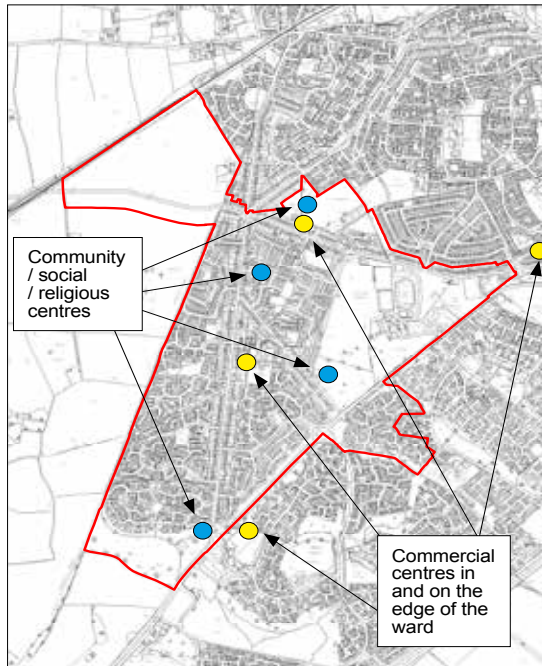 Community
/ social
/ religious
centres
Commercial
centres in
and on the
edge of the
ward